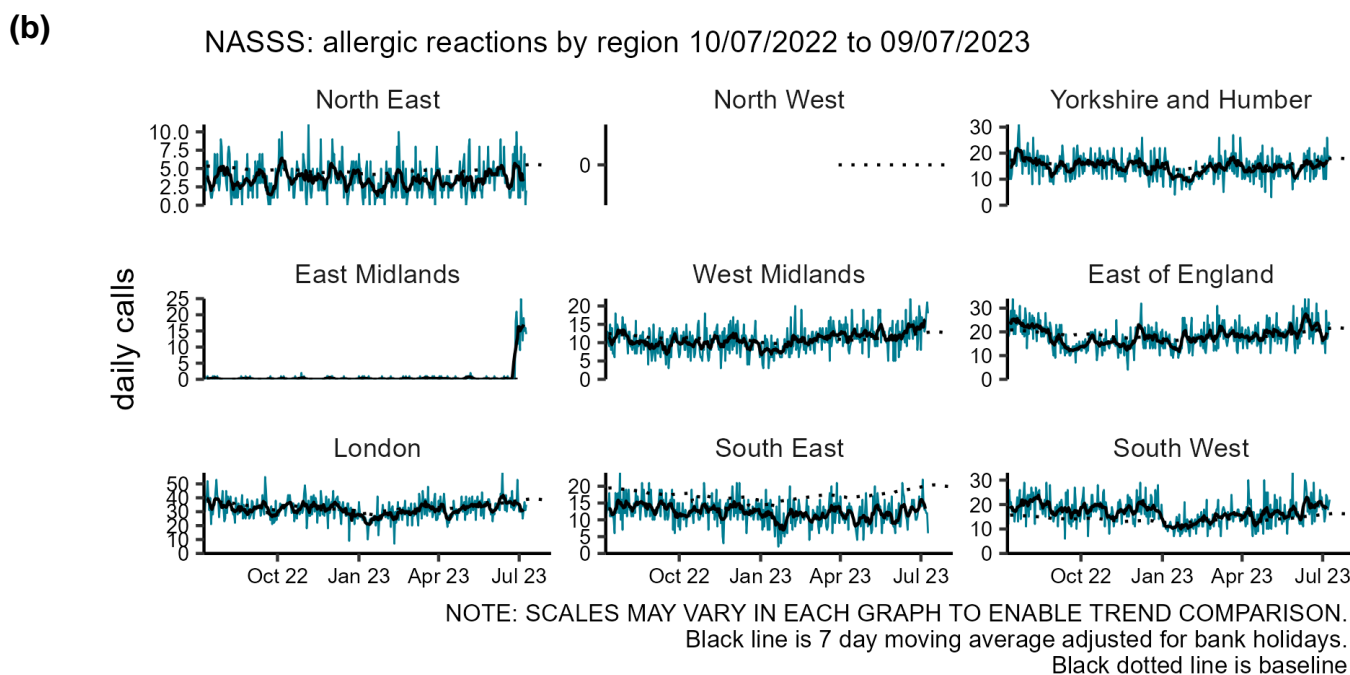 (b)
NASSS: allergic reactions by region 10/07/2022 to 09/07/2023
daily calls
North East
10.0
7.5
5.0
2.5
0.0
North West
0
Yorkshire and Humber
30
20
10
0
East Midlands
25
20
15
10
5
0
West Midlands
20
15
10
5
0
East of England
30
20
10
0
London
50
40
30
20
10
0
Oct 22 Jan 23 Apr 23 Jul 23
South East
20
15
10
5
0
Oct 22 Jan 23 Apr 23 Jul 23
South West
30
20
10
0
Oct 22 Jan 23 Apr 23 Jul 23
NOTE: SCALES MAY VARY IN EACH GRAPH TO ENABLE TREND COMPARISON.
Black line is 7 day moving average adjusted for bank holidays.
Black dotted line is baseline